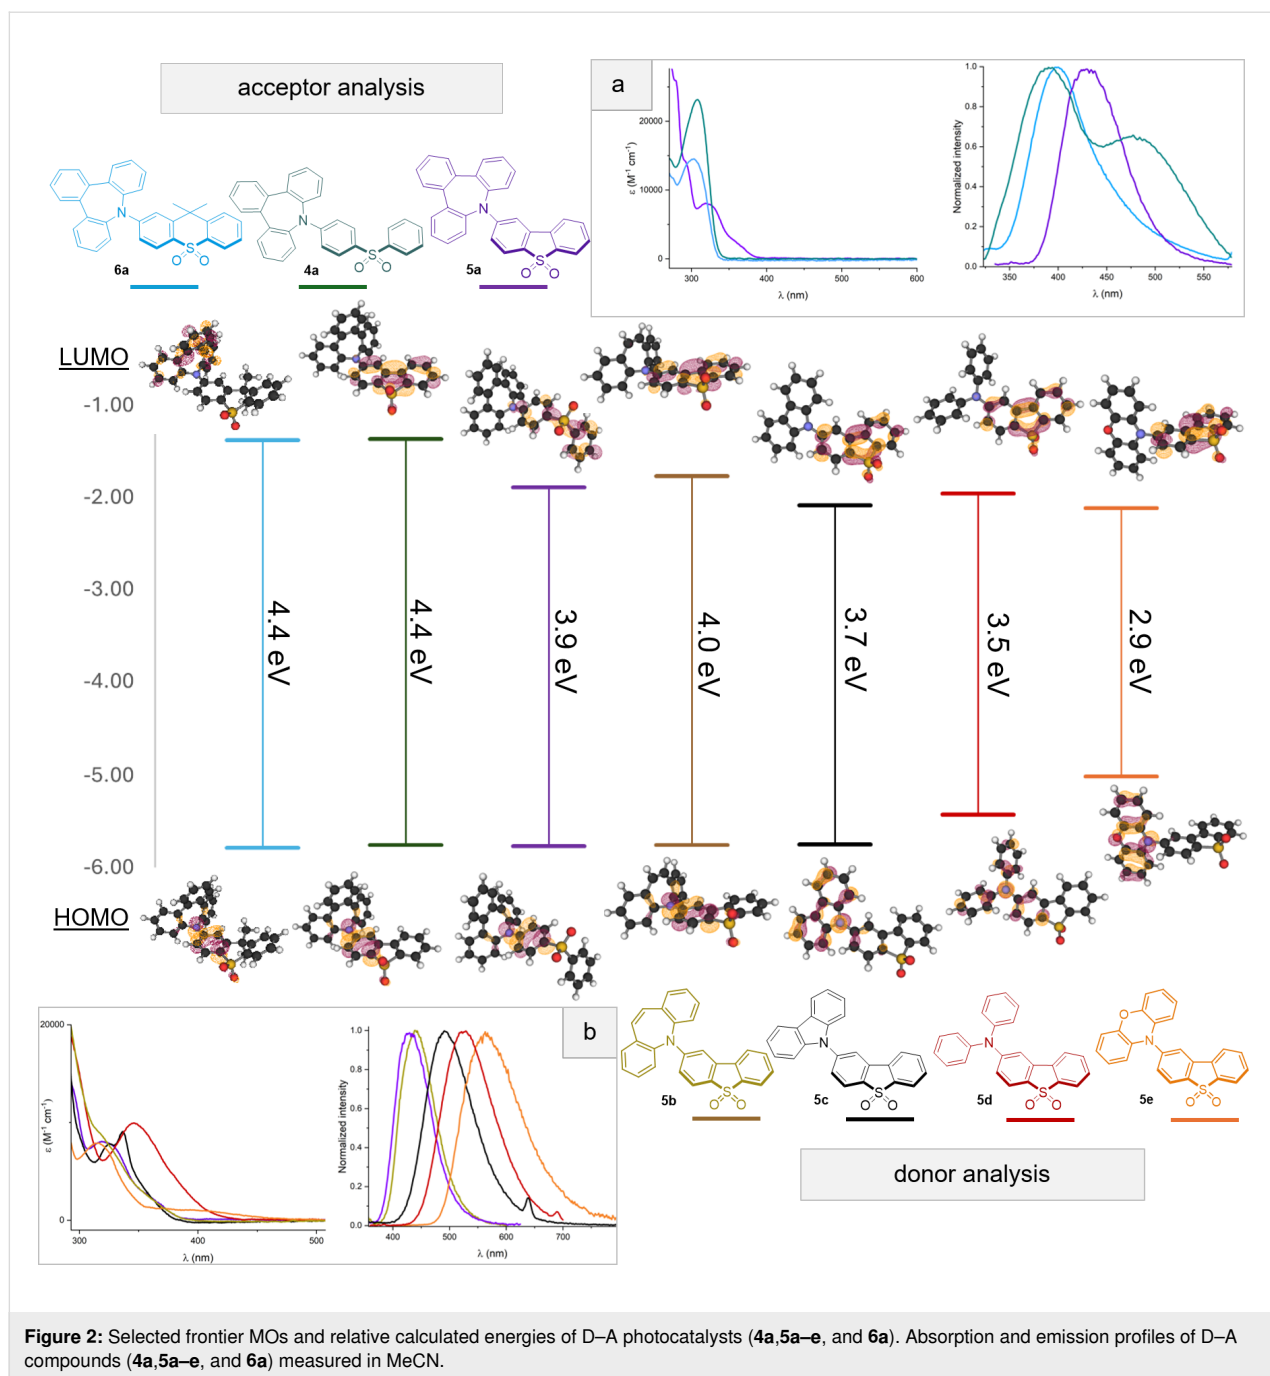 acceptor analysis
a
20000
10000
0
ε (M⁻¹ cm⁻¹)
300
400
500
600
λ (nm)
1.0
0.8
0.6
0.4
0.2
0.0
Normalized intensity
350
400
450
500
550
λ (nm)
N
S
O
O
6a
N
S
O
O
4a
N
S
O
O
5a
LUMO
-1.00
-2.00
-3.00
-4.00
-5.00
-6.00
4.4 eV
4.4 eV
3.9 eV
4.0 eV
3.7 eV
3.5 eV
2.9 eV
HOMO
b
20000
0
ε (M⁻¹ cm⁻¹)
300
400
500
λ (nm)
1.0
0.8
0.6
0.4
0.2
0.0
Normalized intensity
400
500
600
700
λ (nm)
N
S
O
O
5b
N
S
O
O
5c
N
S
O
O
5d
O
N
S
O
O
5e
donor analysis
Figure 2: Selected frontier MOs and relative calculated energies of D–A photocatalysts (4a,5a–e, and 6a). Absorption and emission profiles of D–A
compounds (4a,5a–e, and 6a) measured in MeCN.